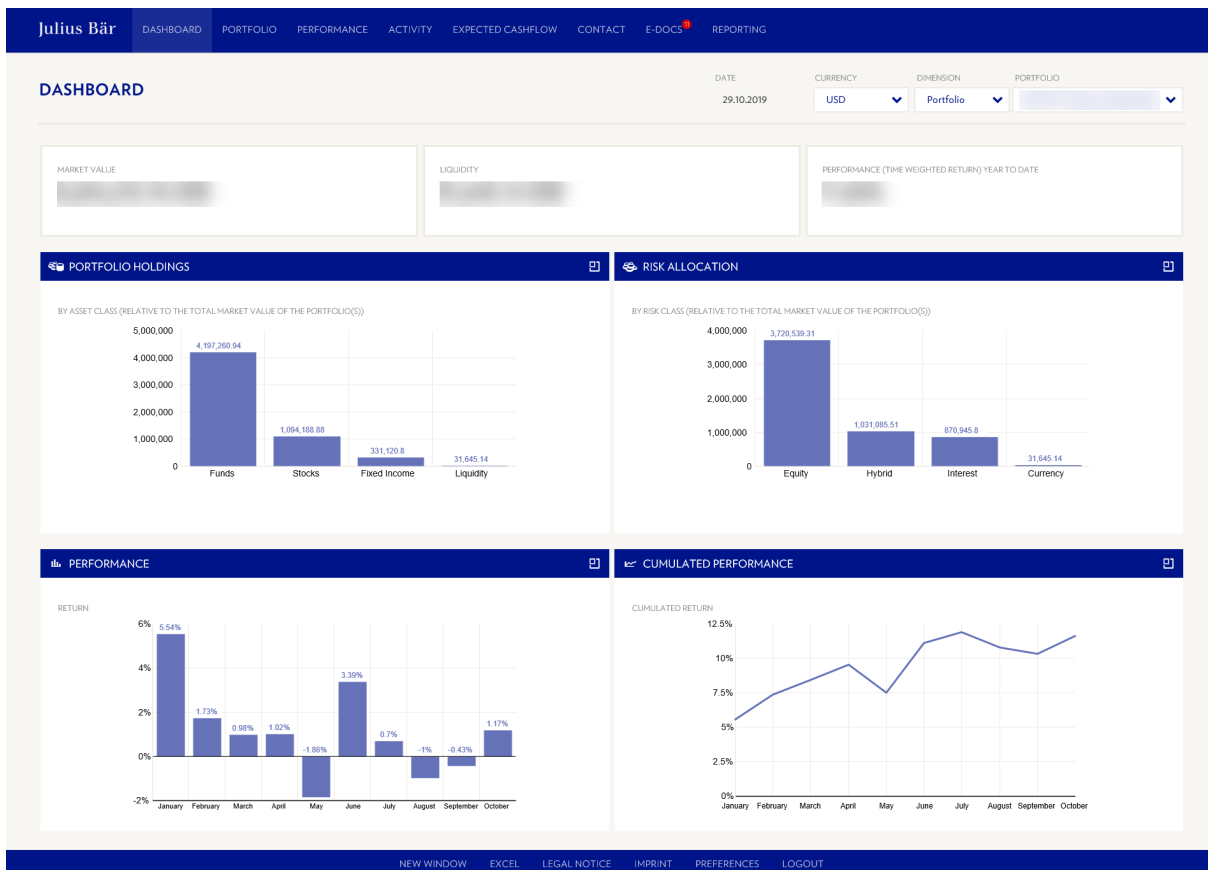 Julius Bär DASHBOARD PORTFOLIO PERFORMANCE ACTIVITY EXPECTED CASHFLOW CONTACT E-DOCS 11 REPORTING
DASHBOARD
DATE CURRENCY DIMENSION PORTFOLIO
29.10.2019 USD Portfolio
MARKET VALUE
LIQUIDITY
PERFORMANCE (TIME WEIGHTED RETURN) YEAR TO DATE
PORTFOLIO HOLDINGS
BY ASSET CLASS (RELATIVE TO THE TOTAL MARKET VALUE OF THE PORTFOLIO(S))
5,000,000
4,197,260.94
4,000,000
3,000,000
2,000,000
1,094,188.88
1,000,000
331,120.8
31,645.14
0
Funds Stocks Fixed Income Liquidity
RISK ALLOCATION
BY RISK CLASS (RELATIVE TO THE TOTAL MARKET VALUE OF THE PORTFOLIO(S))
4,000,000
3,720,539.31
3,000,000
2,000,000
1,031,085.51
1,000,000
870,945.8
31,645.14
0
Equity Hybrid Interest Currency
PERFORMANCE
RETURN
6%
5.54%
4%
3.39%
2%
1.73%
0.98% 1.02%
-1.86%
0.7%
-1% -0.43%
1.17%
0%
-2%
January February March April May June July August September October
CUMULATED PERFORMANCE
CUMULATED RETURN
12.5%
10%
7.5%
5%
2.5%
0%
January February March April May June July August September October
NEW WINDOW EXCEL LEGAL NOTICE IMPRINT PREFERENCES LOGOUT